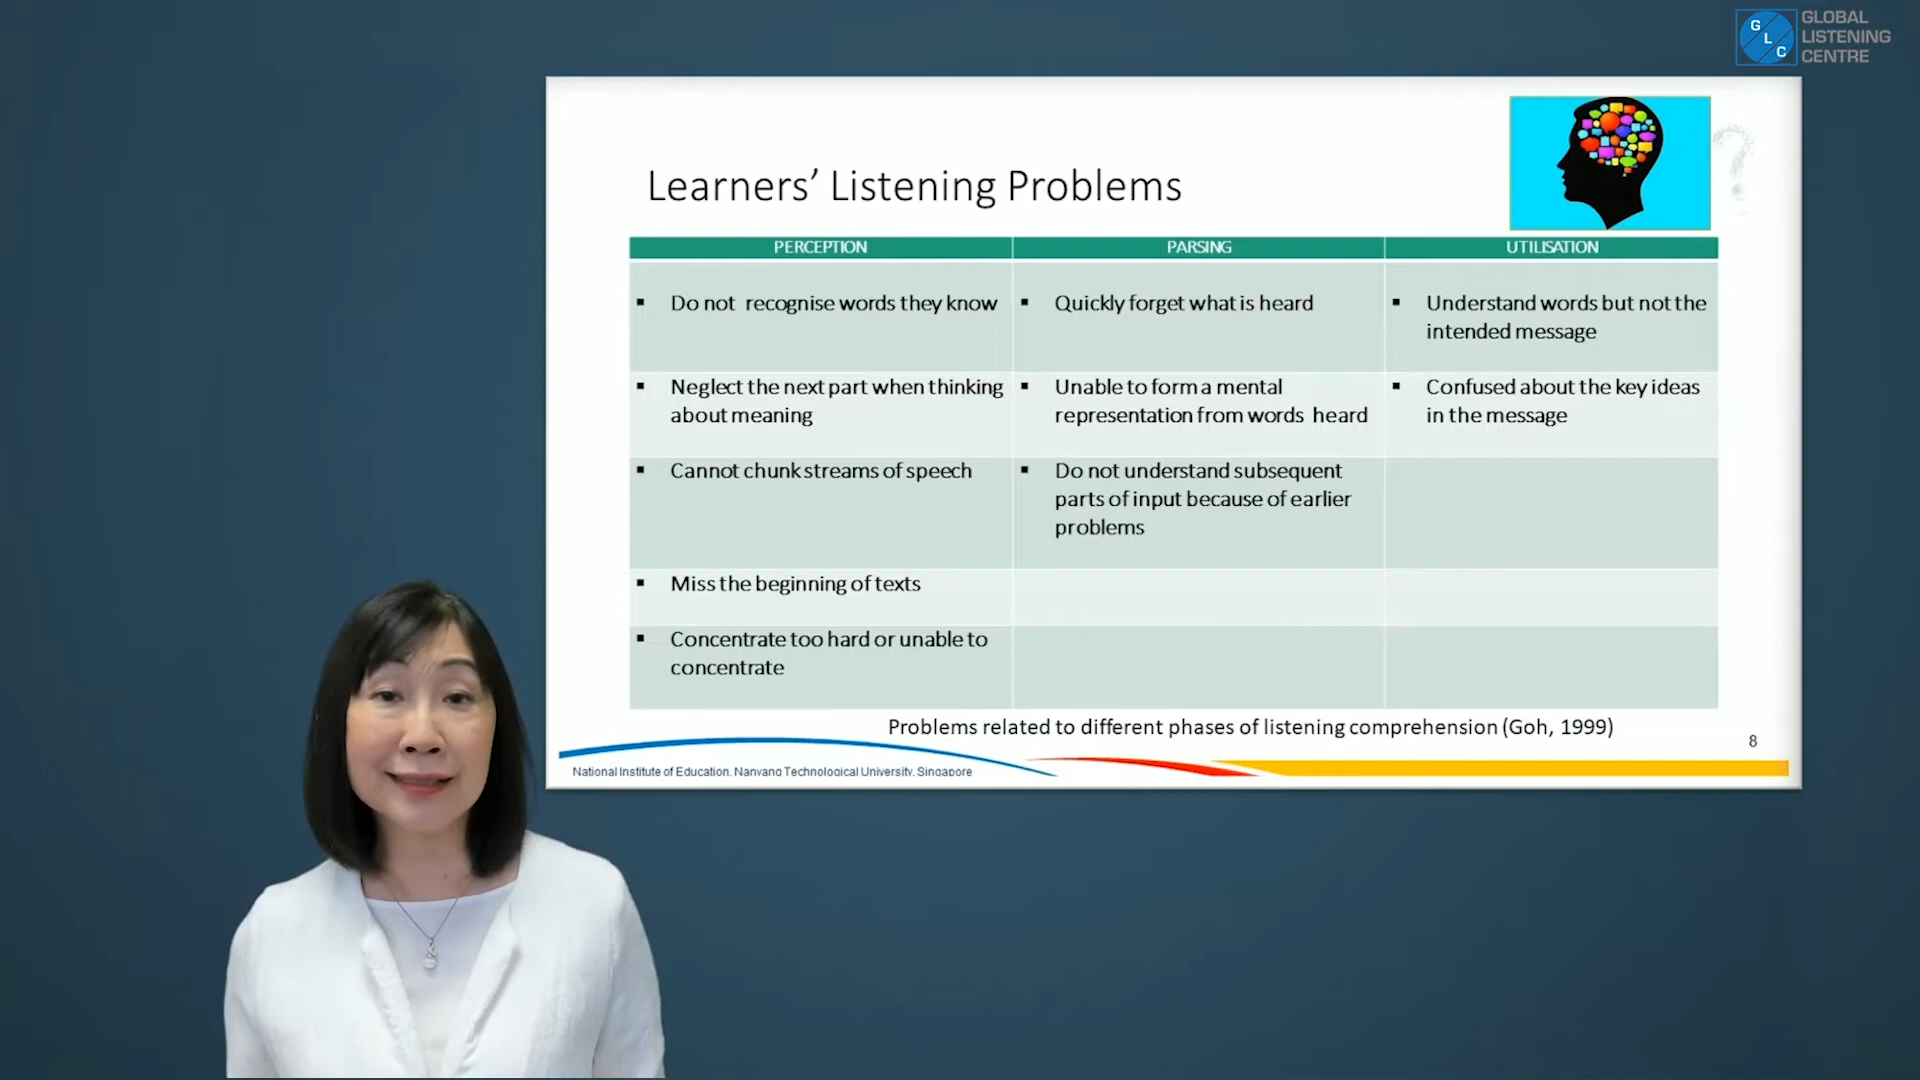 GLOBAL
LISTENING
CENTRE
G
L
C
Learners’ Listening Problems
PERCEPTION
PARSING
UTILISATION
▪ Do not recognise words they know
▪ Quickly forget what is heard
▪ Understand words but not the
intended message
▪ Neglect the next part when thinking
about meaning
▪ Unable to form a mental
representation from words heard
▪ Confused about the key ideas
in the message
▪ Cannot chunk streams of speech
▪ Do not understand subsequent
parts of input because of earlier
problems
▪ Miss the beginning of texts
▪ Concentrate too hard or unable to
concentrate
Problems related to different phases of listening comprehension (Goh, 1999)
8
National Institute of Education, Nanyang Technological University, Singapore